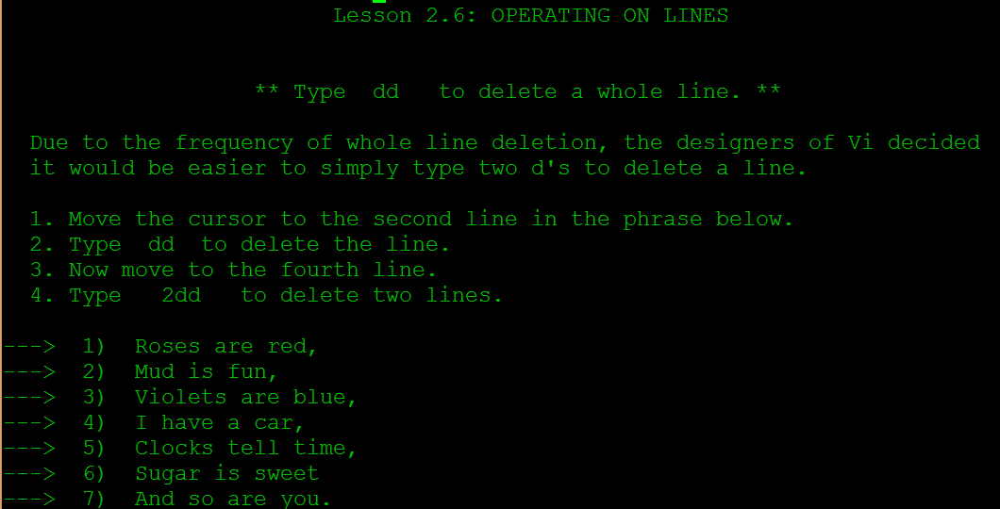 Lesson 2.6: OPERATING ON LINES
** Type  dd   to delete a whole line. **
Due to the frequency of whole line deletion, the designers of Vi decided
it would be easier to simply type two d's to delete a line.
1. Move the cursor to the second line in the phrase below.
2. Type  dd  to delete the line.
3. Now move to the fourth line.
4. Type   2dd   to delete two lines.
--->  1)  Roses are red,
--->  2)  Mud is fun,
--->  3)  Violets are blue,
--->  4)  I have a car,
--->  5)  Clocks tell time,
--->  6)  Sugar is sweet
--->  7)  And so are you.